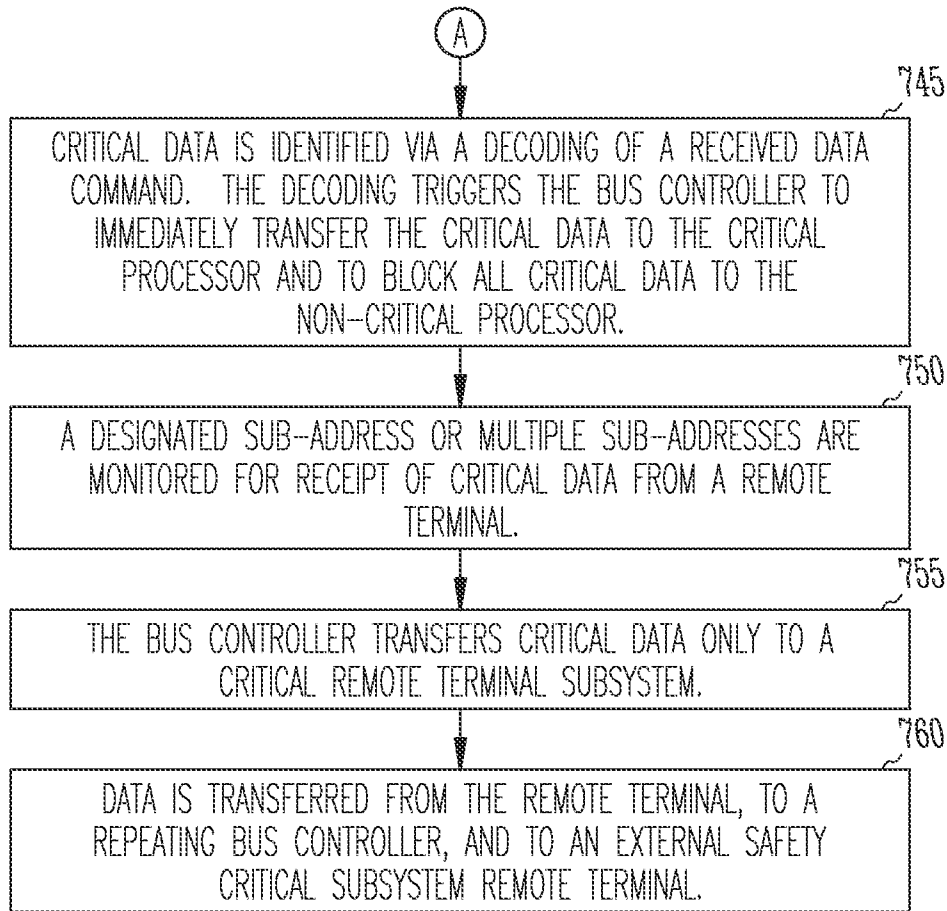 A
745
CRITICAL DATA IS IDENTIFIED VIA A DECODING OF A RECEIVED DATA
COMMAND. THE DECODING TRIGGERS THE BUS CONTROLLER TO
IMMEDIATELY TRANSFER THE CRITICAL DATA TO THE CRITICAL
PROCESSOR AND TO BLOCK ALL CRITICAL DATA TO THE
NON-CRITICAL PROCESSOR.
750
A DESIGNATED SUB-ADDRESS OR MULTIPLE SUB-ADDRESSES ARE
MONITORED FOR RECEIPT OF CRITICAL DATA FROM A REMOTE
TERMINAL.
755
THE BUS CONTROLLER TRANSFERS CRITICAL DATA ONLY TO A
CRITICAL REMOTE TERMINAL SUBSYSTEM.
760
DATA IS TRANSFERRED FROM THE REMOTE TERMINAL, TO A
REPEATING BUS CONTROLLER, AND TO AN EXTERNAL SAFETY
CRITICAL SUBSYSTEM REMOTE TERMINAL.